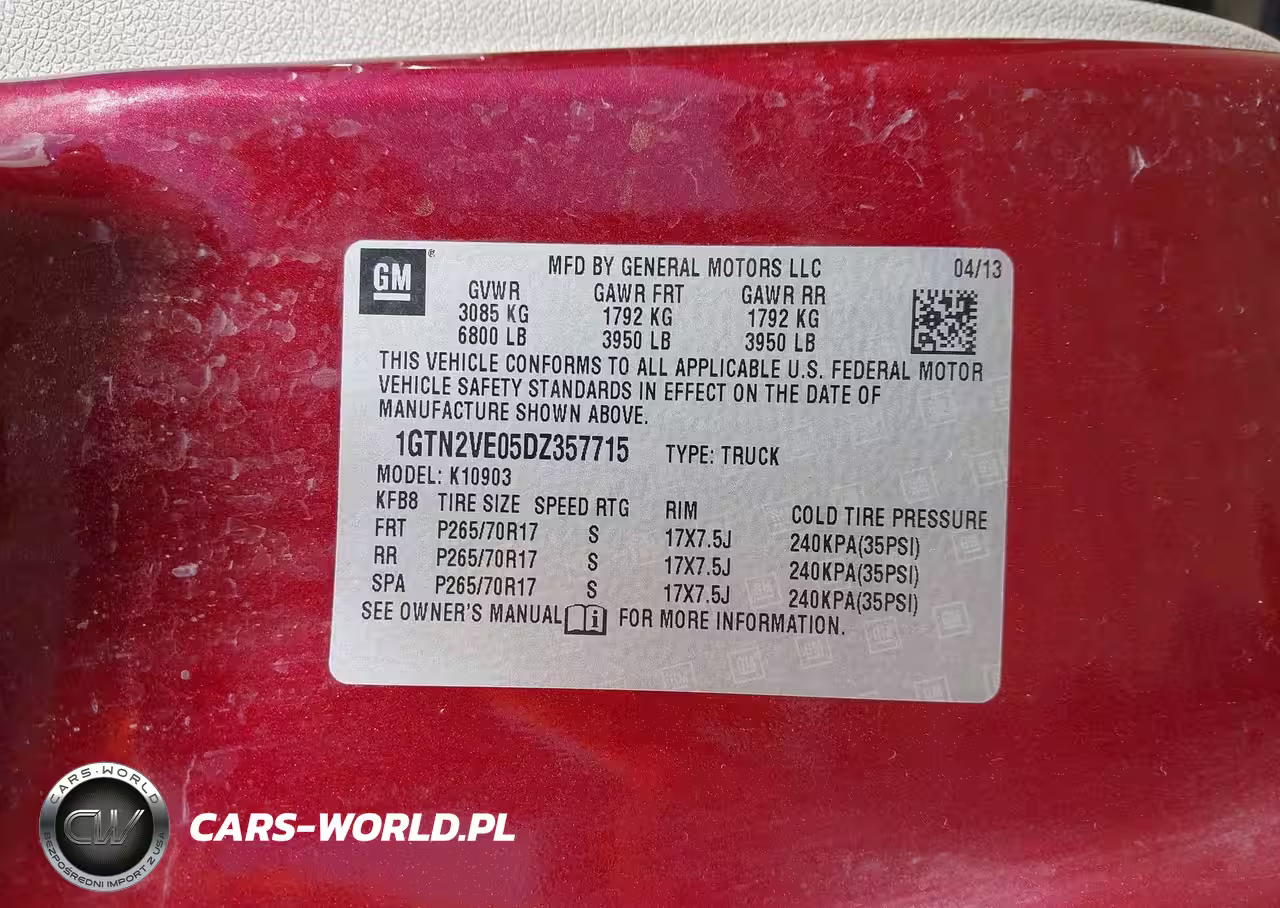 GM®
MFD BY GENERAL MOTORS LLC 04/13
GVWR GAWR FRT GAWR RR
3085 KG 1792 KG 1792 KG
6800 LB 3950 LB 3950 LB
THIS VEHICLE CONFORMS TO ALL APPLICABLE U.S. FEDERAL MOTOR
VEHICLE SAFETY STANDARDS IN EFFECT ON THE DATE OF
MANUFACTURE SHOWN ABOVE.
1GTN2VE05DZ357715 TYPE: TRUCK
MODEL: K10903
KFB8 TIRE SIZE SPEED RTG RIM COLD TIRE PRESSURE
FRT P265/70R17 S 17X7.5J 240KPA(35PSI)
RR P265/70R17 S 17X7.5J 240KPA(35PSI)
SPA P265/70R17 S 17X7.5J 240KPA(35PSI)
SEE OWNER'S MANUAL i FOR MORE INFORMATION.
CARS-WORLD
CW
BEZPOŚREDNI IMPORT Z USA
CARS-WORLD.PL